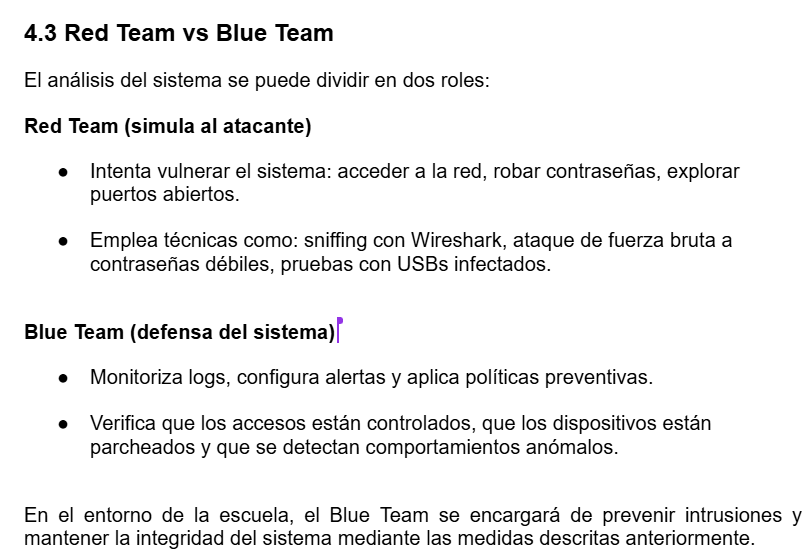 4.3 Red Team vs Blue Team
El análisis del sistema se puede dividir en dos roles:
Red Team (simula al atacante)
● Intenta vulnerar el sistema: acceder a la red, robar contraseñas, explorar
puertos abiertos.
● Emplea técnicas como: sniffing con Wireshark, ataque de fuerza bruta a
contraseñas débiles, pruebas con USBs infectados.
Blue Team (defensa del sistema)
● Monitoriza logs, configura alertas y aplica políticas preventivas.
● Verifica que los accesos están controlados, que los dispositivos están
parcheados y que se detectan comportamientos anómalos.
En el entorno de la escuela, el Blue Team se encargará de prevenir intrusiones y
mantener la integridad del sistema mediante las medidas descritas anteriormente.